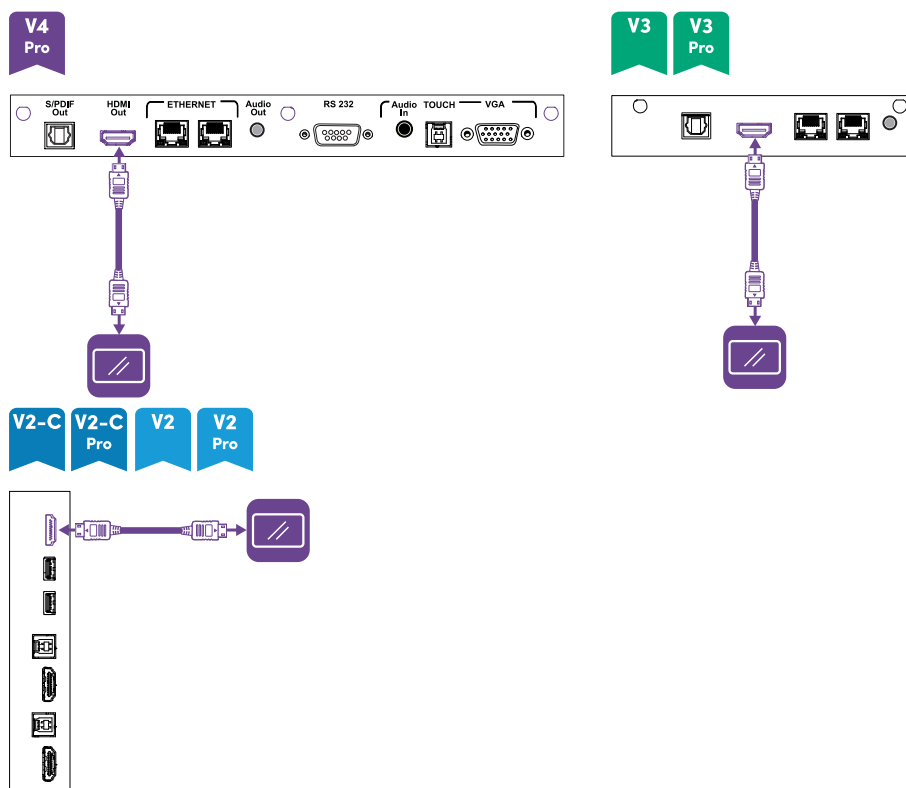 V4
Pro
V3
V3
Pro
S/PDIF
Out
HDMI
Out
ETHERNET
Audio
Out
RS 232
Audio
In
TOUCH
VGA
V2-C
V2-C
Pro
V2
V2
Pro